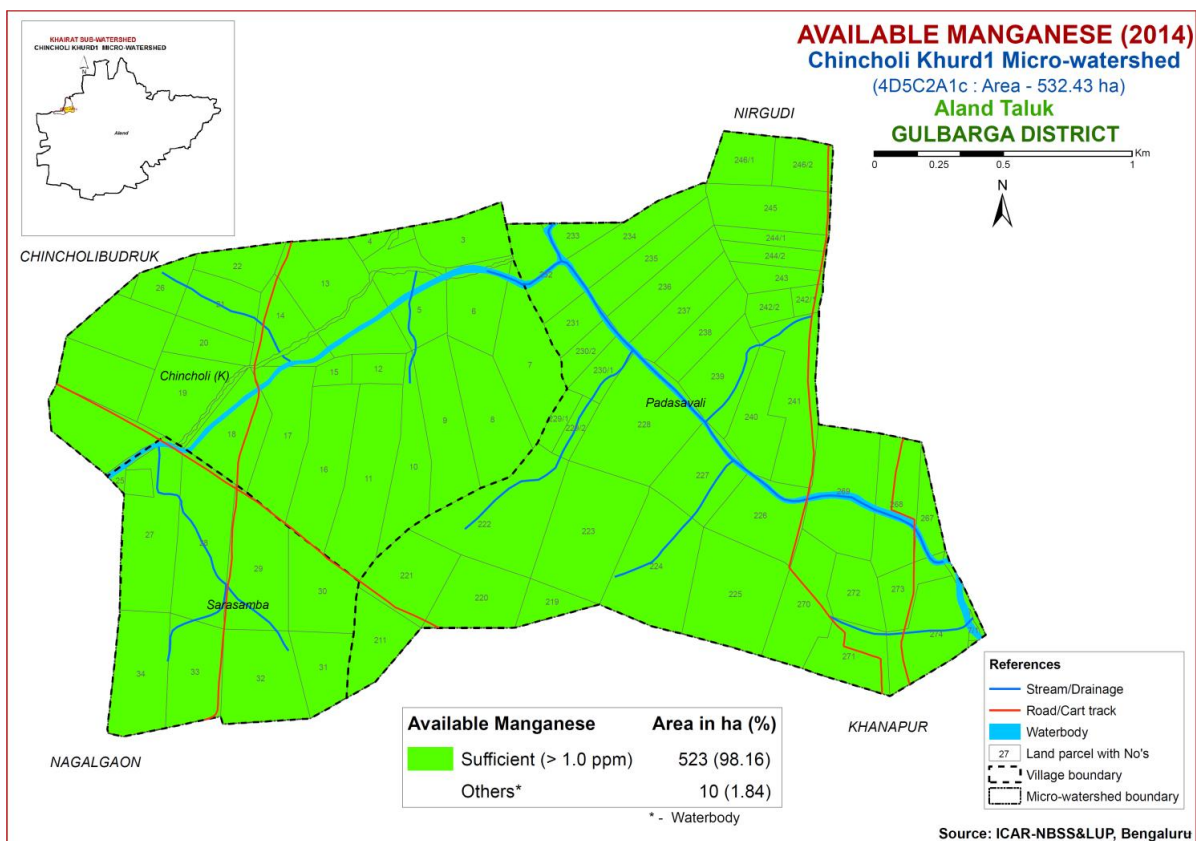 KHAIRAT SUB-WATERSHED
CHINCHOLI KHURD1 MICRO-WATERSHED
N
Aland
AVAILABLE MANGANESE (2014)
Chincholi Khurd1 Micro-watershed
(4D5C2A1c : Area - 532.43 ha)
Aland Taluk
GULBARGA DISTRICT
0 0.25 0.5 1 Km
N
NIRGUDI
CHINCHOLIBUDRUK
246/1 246/2
245
244/1
244/2
243
242/2 242/1
233 234
235
236
237
238
239
240
241
4 3
22
26
21
13
14
20
5 6
7
231
230/2
230/1
15 12
19
Chincholi (K)
Padasavali
18
17
16
11
10
9
8
229/1
229/2
228
227
226
269
268
267
25
27
28
29
30
222
223
224
225
221
220
219
211
270
272
273
274
271
Sarasamba
34 33 32 31
NAGALGAON
KHANAPUR
Available Manganese Area in ha (%)
Sufficient (> 1.0 ppm) 523 (98.16)
Others* 10 (1.84)
* - Waterbody
References
Stream/Drainage
Road/Cart track
Waterbody
27 Land parcel with No's
Village boundary
Micro-watershed boundary
Source: ICAR-NBSS&LUP, Bengaluru